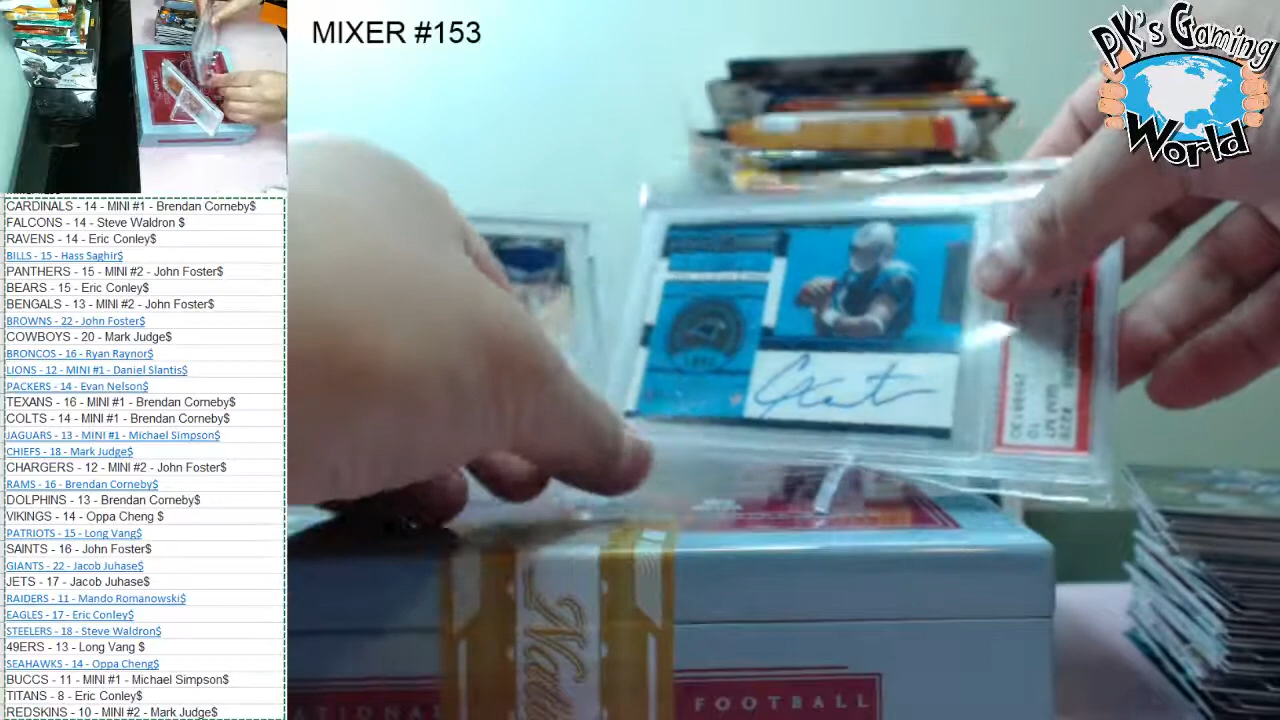 MIXER #153
PK's Gaming
World
CARDINALS - 14 - MINI #1 - Brendan Corneby$
FALCONS - 14 - Steve Waldron $
RAVENS - 14 - Eric Conley$
BILLS - 15 - Hass Saghir$
PANTHERS - 15 - MINI #2 - John Foster$
BEARS - 15 - Eric Conley$
BENGALS - 13 - MINI #2 - John Foster$
BROWNS - 22 - John Foster$
COWBOYS - 20 - Mark Judge$
BRONCOS - 16 - Ryan Raynor$
LIONS - 12 - MINI #1 - Daniel Slantis$
PACKERS - 14 - Evan Nelson$
TEXANS - 16 - MINI #1 - Brendan Corneby$
COLTS - 14 - MINI #1 - Brendan Corneby$
JAGUARS - 13 - MINI #1 - Michael Simpson$
CHIEFS - 18 - Mark Judge$
CHARGERS - 12 - MINI #2 - John Foster$
RAMS - 16 - Brendan Corneby$
DOLPHINS - 13 - Brendan Corneby$
VIKINGS - 14 - Oppa Cheng $
PATRIOTS - 15 - Long Vang$
SAINTS - 16 - John Foster$
GIANTS - 22 - Jacob Juhase$
JETS - 17 - Jacob Juhase$
RAIDERS - 11 - Mando Romanowski$
EAGLES - 17 - Eric Conley$
STEELERS - 18 - Steve Waldron$
49ERS - 13 - Long Vang $
SEAHAWKS - 14 - Oppa Cheng$
BUCCS - 11 - MINI #1 - Michael Simpson$
TITANS - 8 - Eric Conley$
REDSKINS - 10 - MINI #2 - Mark Judge$
#228
GEM MT
10
FOOTBALL